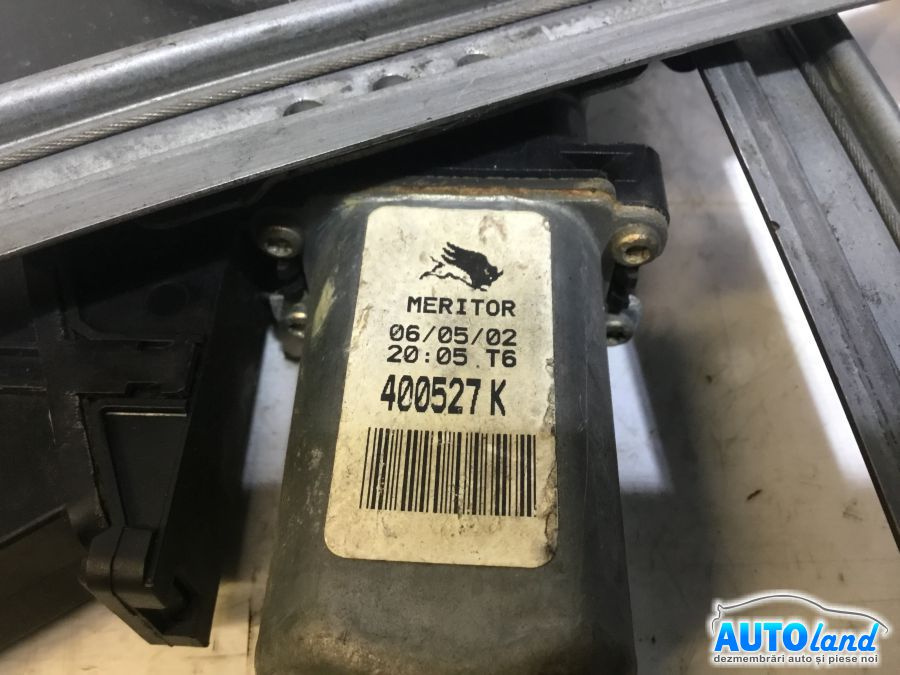 MERITOR
06/05/02
20:05 T6
400527 K
AUTOland
dezmembrări auto și piese noi